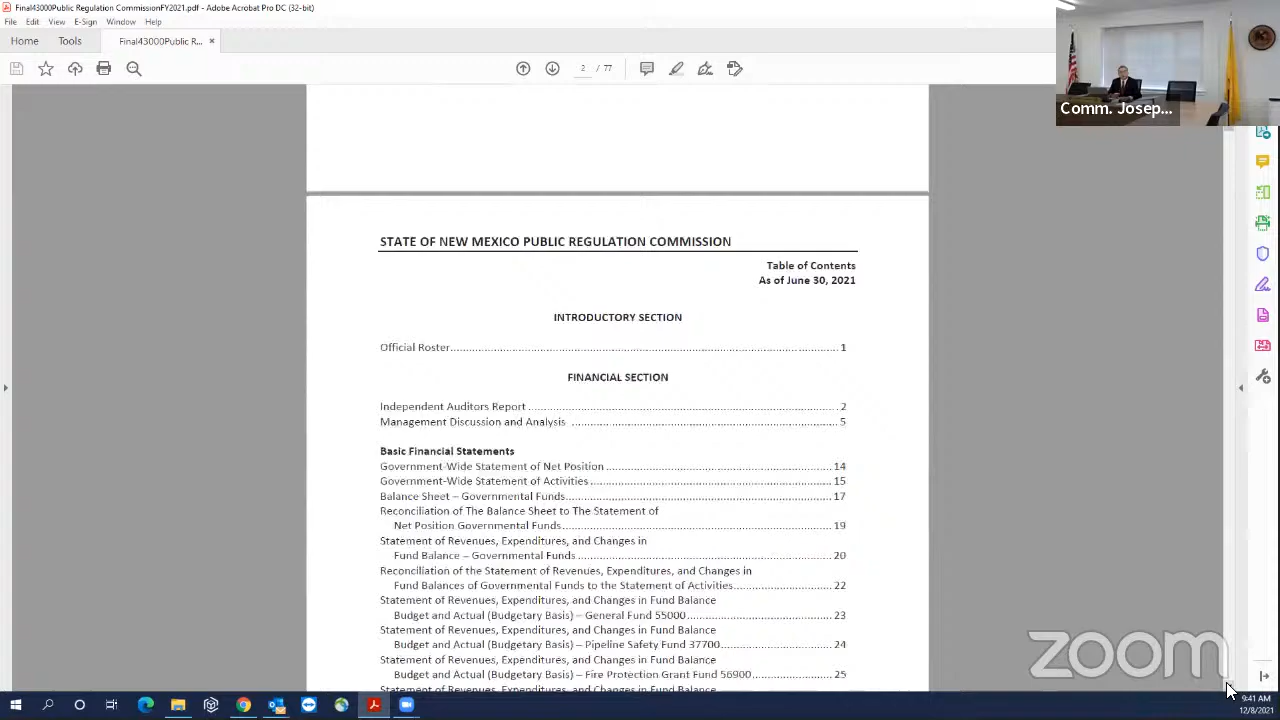 Final43000Public Regulation CommissionFY2021.pdf - Adobe Acrobat Pro DC (32-bit)
File Edit View E-Sign Window Help
Home Tools Final43000Public R... ×
2 / 77
Comm. Josep...
STATE OF NEW MEXICO PUBLIC REGULATION COMMISSION
Table of Contents
As of June 30, 2021
INTRODUCTORY SECTION
Official Roster 1
FINANCIAL SECTION
Independent Auditors Report 2
Management Discussion and Analysis 5
Basic Financial Statements
Government-Wide Statement of Net Position 14
Government-Wide Statement of Activities 15
Balance Sheet – Governmental Funds 17
Reconciliation of The Balance Sheet to The Statement of
Net Position Governmental Funds 19
Statement of Revenues, Expenditures, and Changes in
Fund Balance – Governmental Funds 20
Reconciliation of the Statement of Revenues, Expenditures, and Changes in
Fund Balances of Governmental Funds to the Statement of Activities 22
Statement of Revenues, Expenditures, and Changes in Fund Balance
Budget and Actual (Budgetary Basis) – General Fund 55000 23
Statement of Revenues, Expenditures, and Changes in Fund Balance
Budget and Actual (Budgetary Basis) – Pipeline Safety Fund 37700 24
Statement of Revenues, Expenditures, and Changes in Fund Balance
Budget and Actual (Budgetary Basis) – Fire Protection Grant Fund 56900 25
Statement of Revenues, Expenditures, and Changes in Fund Balance
zoom
9:41 AM
12/8/2021